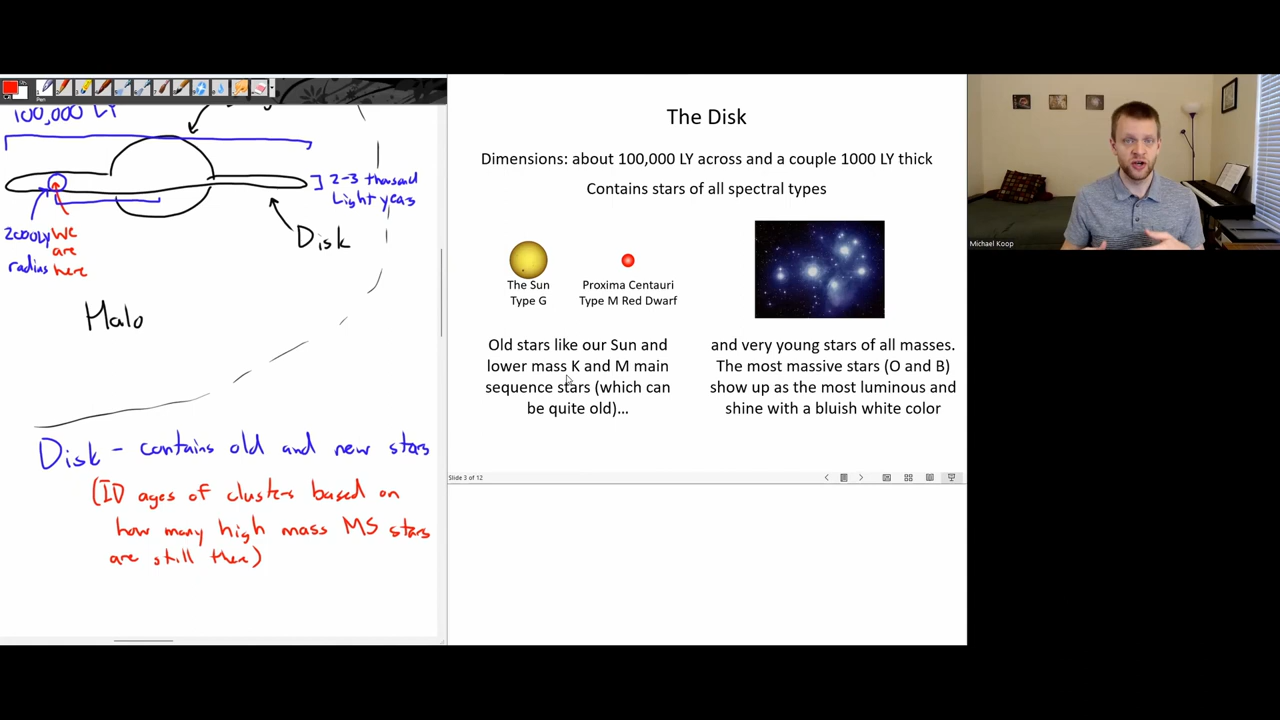 Pen
100,000 LY
2-3 thousand
Light years
Disk
2000LY
radius
We
are
here
Halo
Disk - contains old and new stars
(ID ages of clusters based on
how many high mass MS stars
are still there)
The Disk
Dimensions: about 100,000 LY across and a couple 1000 LY thick
Contains stars of all spectral types
The Sun
Type G
Proxima Centauri
Type M Red Dwarf
Old stars like our Sun and
lower mass K and M main
sequence stars (which can
be quite old)...
and very young stars of all masses.
The most massive stars (O and B)
show up as the most luminous and
shine with a bluish white color
Slide 3 of 12
Michael Koop